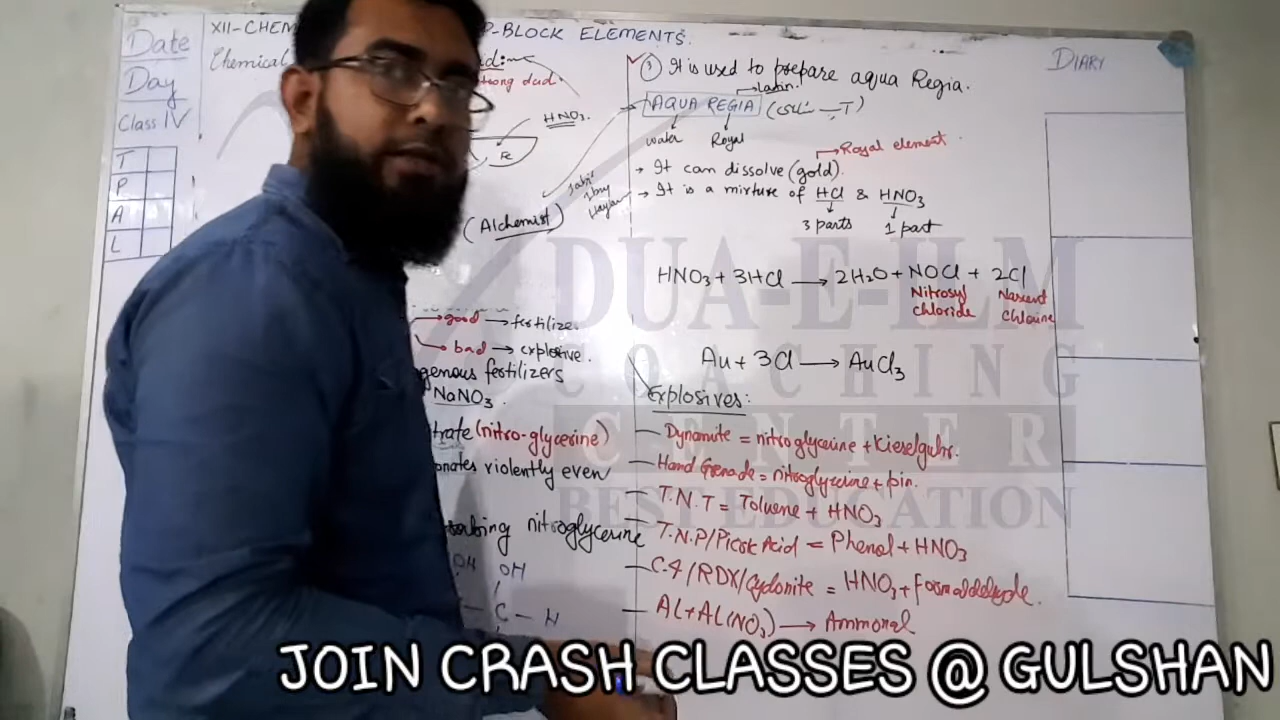 XII-CHEM P-BLOCK ELEMENTS.
Date
Day
Class IV
T
P
A
L
Chemical
strong acid.
HNO3.
Fe
(Alchemist)
Jabir Ibny Hayan
good → fertilizer
bad → explosive.
genous fertilizers
NaNO3.
trate (nitro-glycerine)
onates violently even
sorbing nitroglycerine
OH OH
C - H
③ It is used to prepare aqua Regia.
Latin.
AQUA REGIA
water Royal
Royal element.
→ It can dissolve (gold).
→ It is a mixture of HCl & HNO3
3 parts 1 part
HNO3 + 3HCl → 2H2O + NOCl + 2Cl
Nitrosyl chloride Nascent Chlorine
Au + 3Cl → AuCl3
Explosives:
- Dynamite = nitroglycerine + Kieselguhr.
- Hand Grenade = nitroglycerine + pin.
- T.N.T = Toluene + HNO3
- T.N.P/Picric Acid = Phenol + HNO3
- C-4/RDX/Cyclonite = HNO3 + formaldehyde.
- Al + Al(NO3) → Ammonal
DIARY
DUA-E-ILM
COACHING
CENTER
BEST EDUCATION
JOIN CRASH CLASSES @ GULSHAN